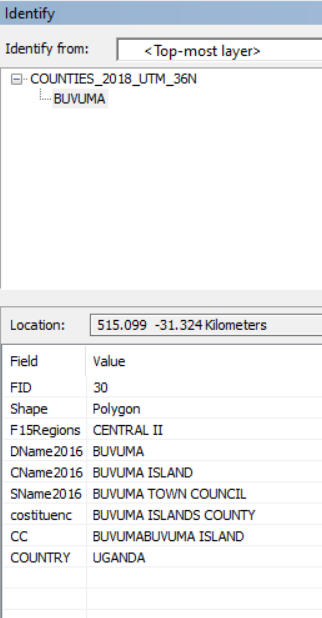 Identify
Identify from: <Top-most layer>
COUNTIES_2018_UTM_36N
BUVUMA
Location: 515.099 -31.324 Kilometers
Field Value
FID 30
Shape Polygon
F15Regions CENTRAL II
DName2016 BUVUMA
CName2016 BUVUMA ISLAND
SName2016 BUVUMA TOWN COUNCIL
costituenc BUVUMA ISLANDS COUNTY
CC BUVUMABUVUMA ISLAND
COUNTRY UGANDA